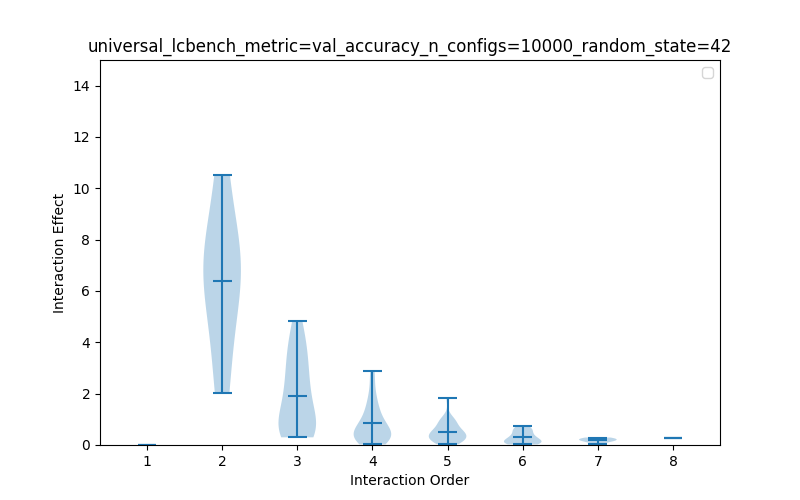 universal_lcbench_metric=val_accuracy_n_configs=10000_random_state=42
14
12
10
8
6
4
2
0
Interaction Effect
1 2 3 4 5 6 7 8
Interaction Order